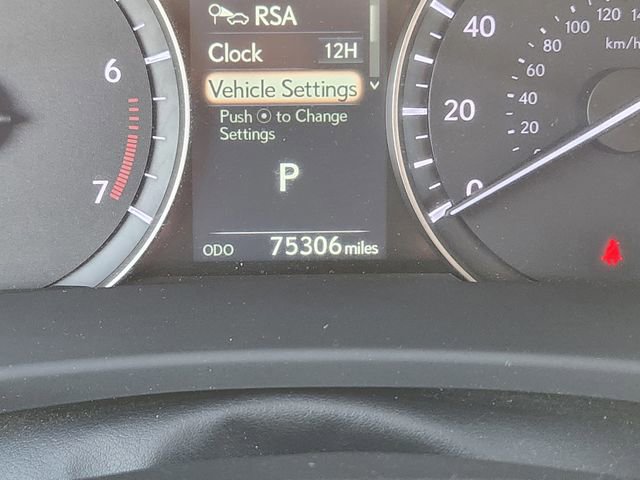 RSA
Clock 12H
Vehicle Settings
Push to Change
Settings
P
ODO 75306 miles
6
7
40
20
0
120
100
80
60
40
20
km/h